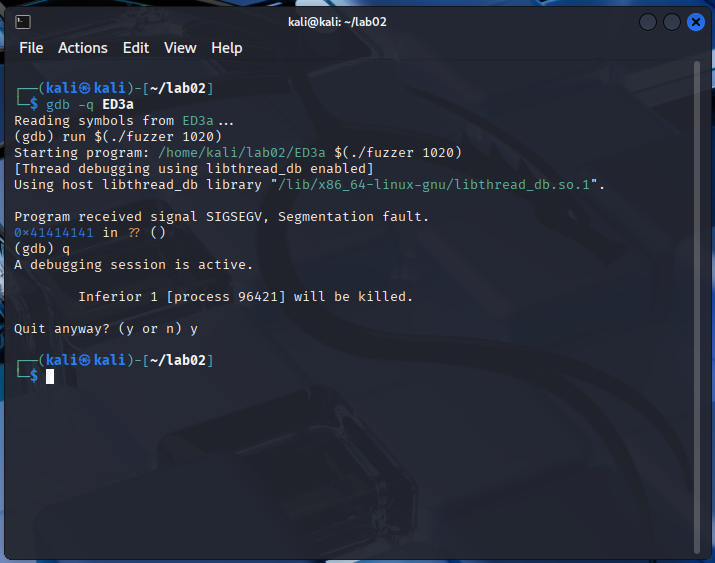 kali@kali: ~/lab02
File Actions Edit View Help
┌──(kali㉿kali)-[~/lab02]
└─$ gdb -q ED3a
Reading symbols from ED3a...
(gdb) run $(./fuzzer 1020)
Starting program: /home/kali/lab02/ED3a $(./fuzzer 1020)
[Thread debugging using libthread_db enabled]
Using host libthread_db library "/lib/x86_64-linux-gnu/libthread_db.so.1".
Program received signal SIGSEGV, Segmentation fault.
0x41414141 in ?? ()
(gdb) q
A debugging session is active.
Inferior 1 [process 96421] will be killed.
Quit anyway? (y or n) y
┌──(kali㉿kali)-[~/lab02]
└─$